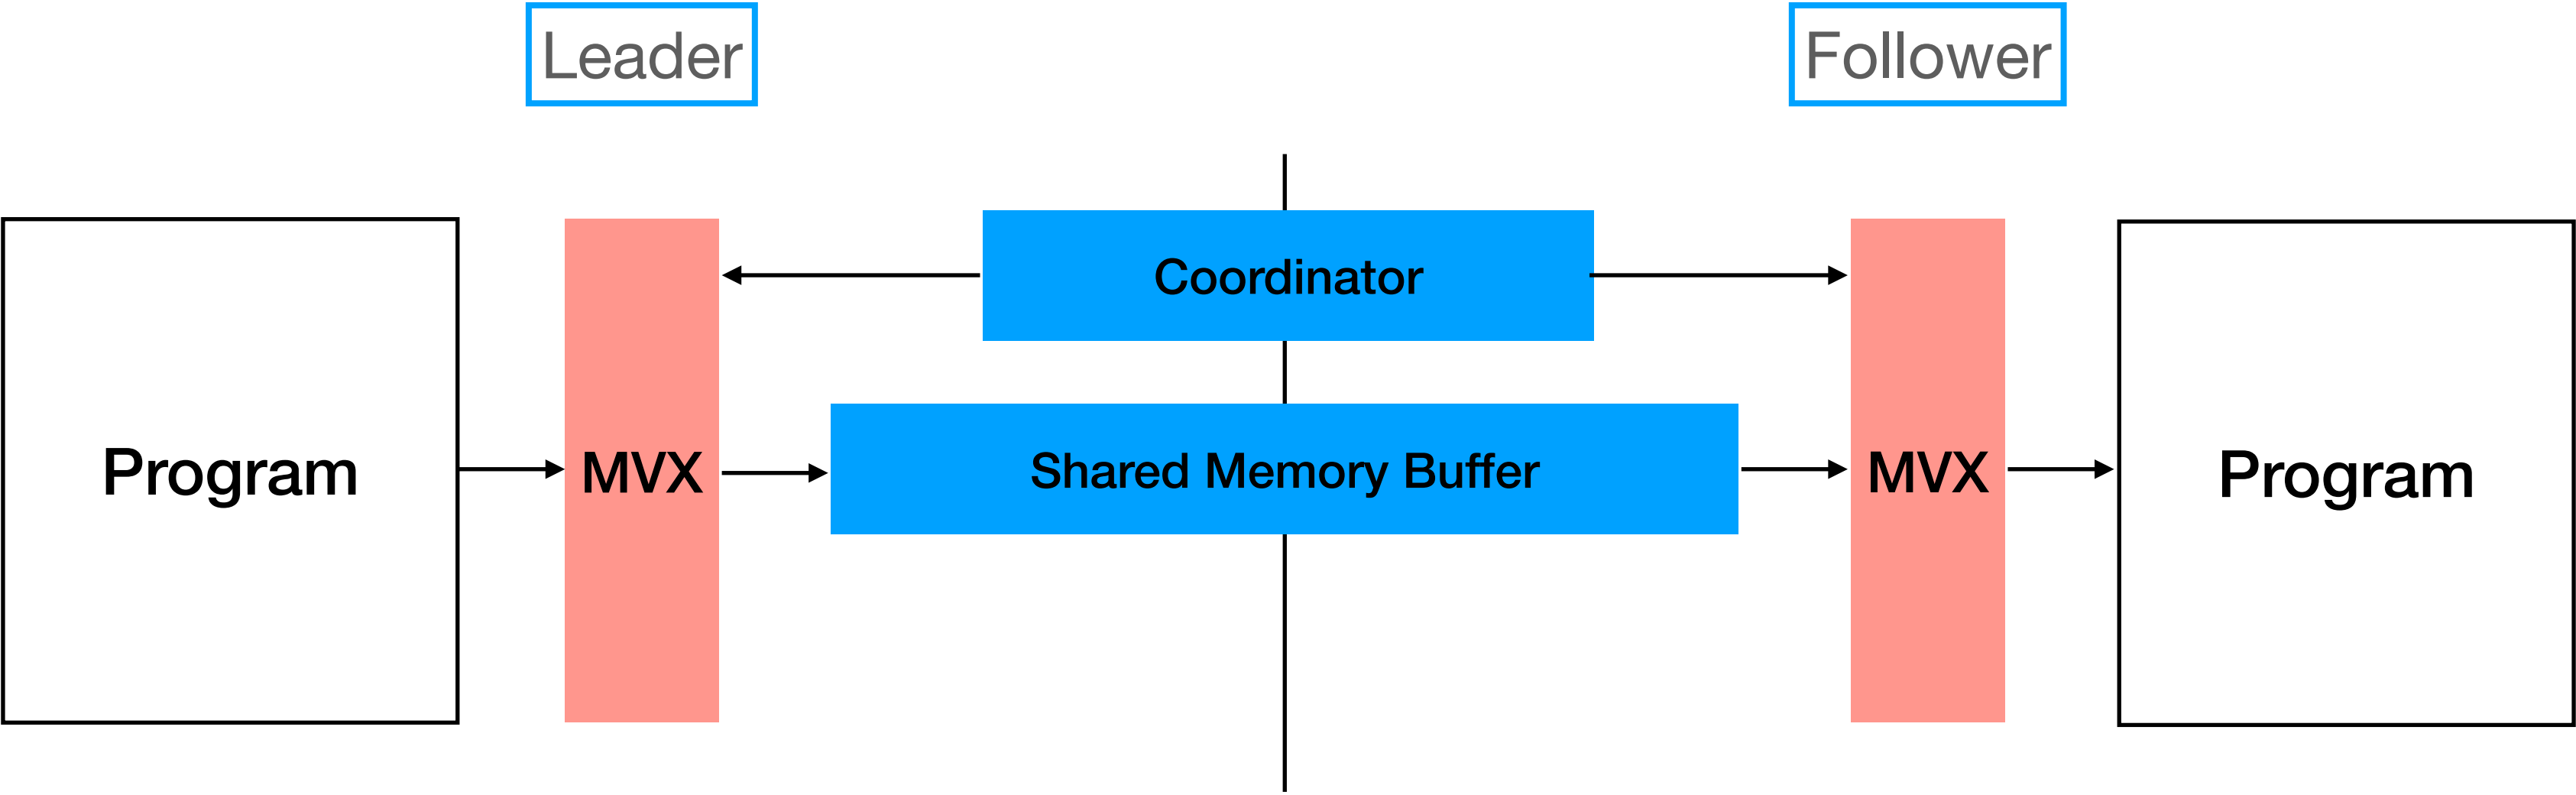 Leader
Follower
Coordinator
Program
MVX
Shared Memory Buffer
MVX
Program